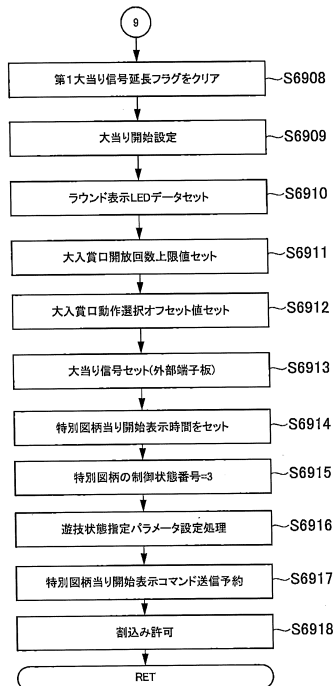 9
第1大当り信号延長フラグをクリア
S6908
大当り開始設定
S6909
ラウンド表示LEDデータセット
S6910
大入賞口開放回数上限値セット
S6911
大入賞口動作選択オフセット値セット
S6912
大当り信号セット(外部端子板)
S6913
特別図柄当り開始表示時間をセット
S6914
特別図柄の制御状態番号=3
S6915
遊技状態指定パラメータ設定処理
S6916
特別図柄当り開始表示コマンド送信予約
S6917
割込み許可
S6918
RET